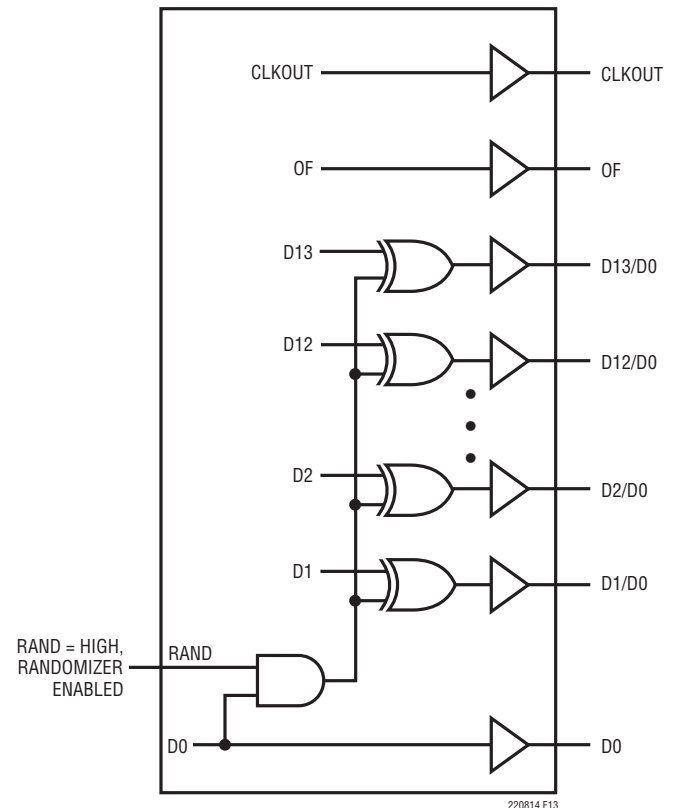 CLKOUT
CLKOUT
OF
OF
D13
D13/D0
D12
D12/D0
D2
D2/D0
D1
D1/D0
RAND = HIGH,
RANDOMIZER
ENABLED
RAND
D0
D0
220814 F13